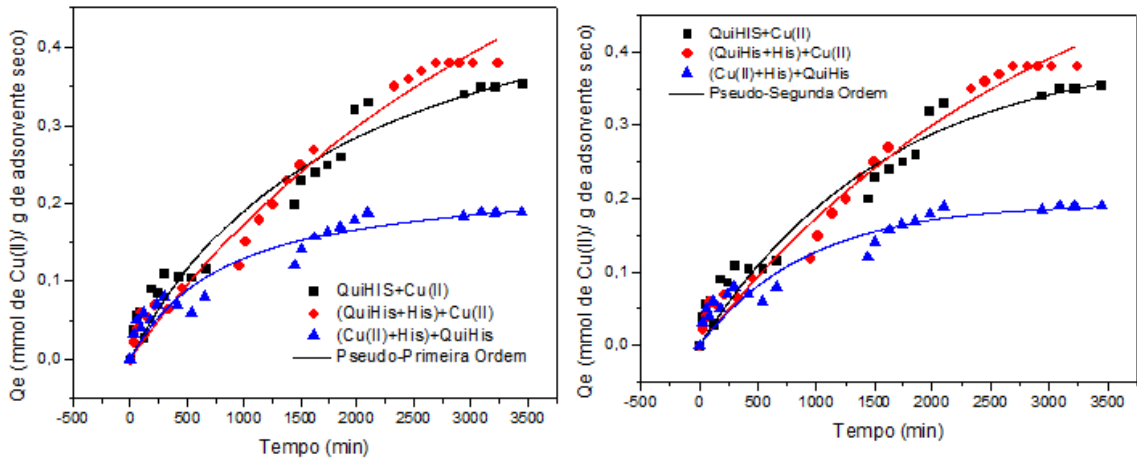 Qe (mmol de Cu(II)/ g de adsorvente seco)
0,4
0,3
0,2
0,1
0,0
QuiHIS+Cu(II)
(QuiHis+His)+Cu(II)
(Cu(II)+His)+QuiHis
Pseudo-Primeira Ordem
-500 0 500 1000 1500 2000 2500 3000 3500
Tempo (min)
Qe (mmol de Cu(II)/ g de adsorvente seco)
0,4
0,3
0,2
0,1
0,0
QuiHIS+Cu(II)
(QuiHis+His)+Cu(II)
(Cu(II)+His)+QuiHis
Pseudo-Segunda Ordem
-500 0 500 1000 1500 2000 2500 3000 3500
Tempo (min)